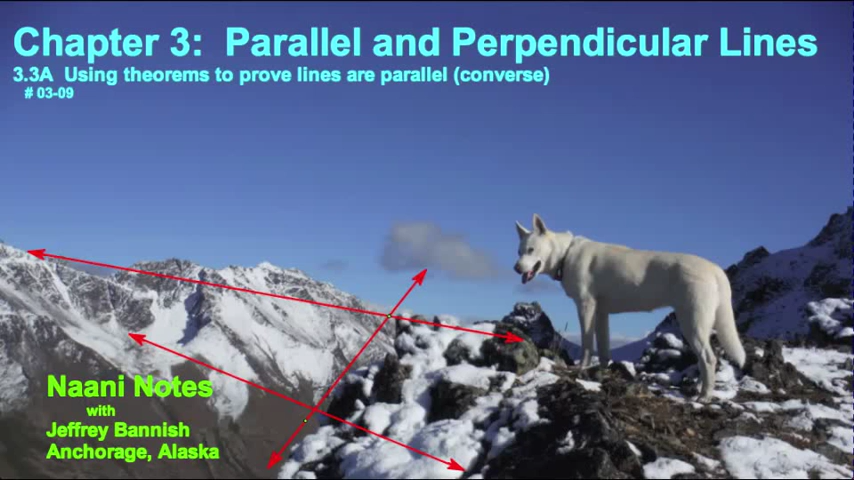 Chapter 3:  Parallel and Perpendicular Lines
3.3A  Using theorems to prove lines are parallel (converse)
# 03-09
Naani Notes
with
Jeffrey Bannish
Anchorage, Alaska